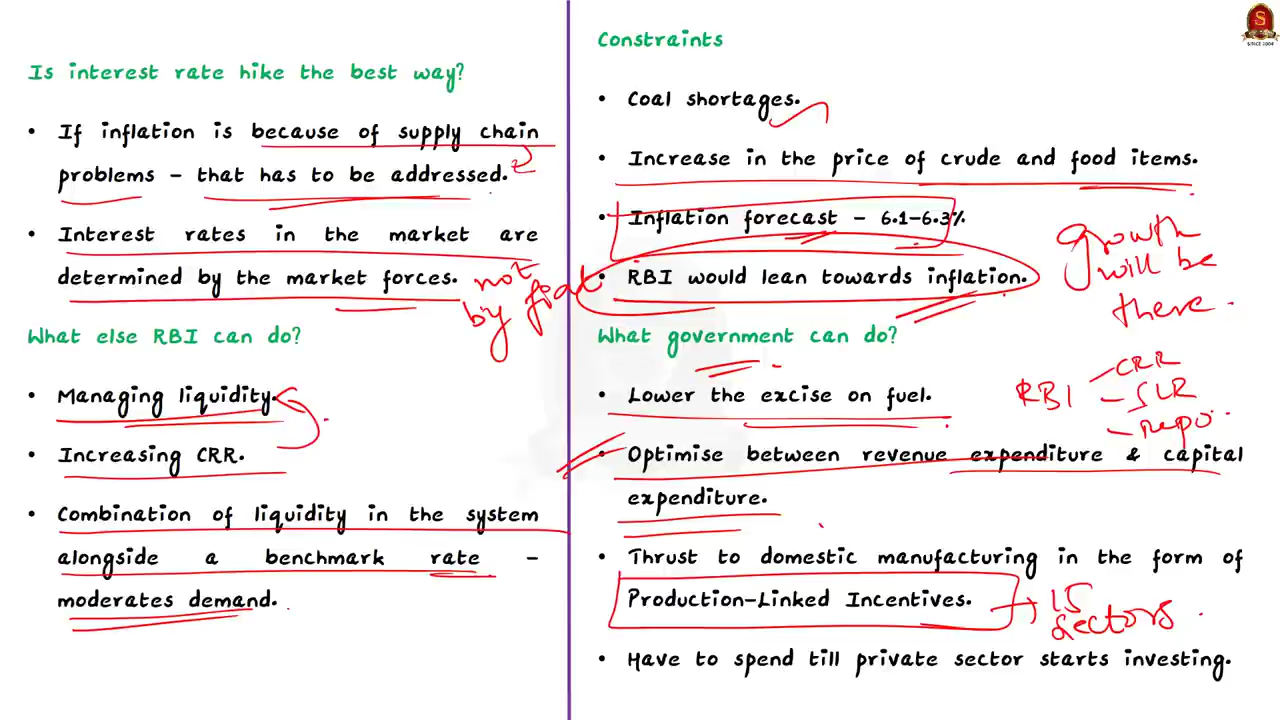 Is interest rate hike the best way?
• If inflation is because of supply chain
problems - that has to be addressed.
• Interest rates in the market are
determined by the market forces.
not
by
What else RBI can do?
• Managing liquidity.
• Increasing CRR.
• Combination of liquidity in the system
alongside a benchmark rate -
moderates demand.
Constraints
• Coal shortages.
• Increase in the price of crude and food items.
• Inflation forecast - 6.1-6.3%
• RBI would lean towards inflation.
Growth
will be
there.
What government can do?
• Lower the excise on fuel.
RBI - CRR
- SLR
- repo
• Optimise between revenue expenditure & capital
expenditure.
• Thrust to domestic manufacturing in the form of
Production-Linked Incentives.
15
sectors
• Have to spend till private sector starts investing.
S
SINCE 2004